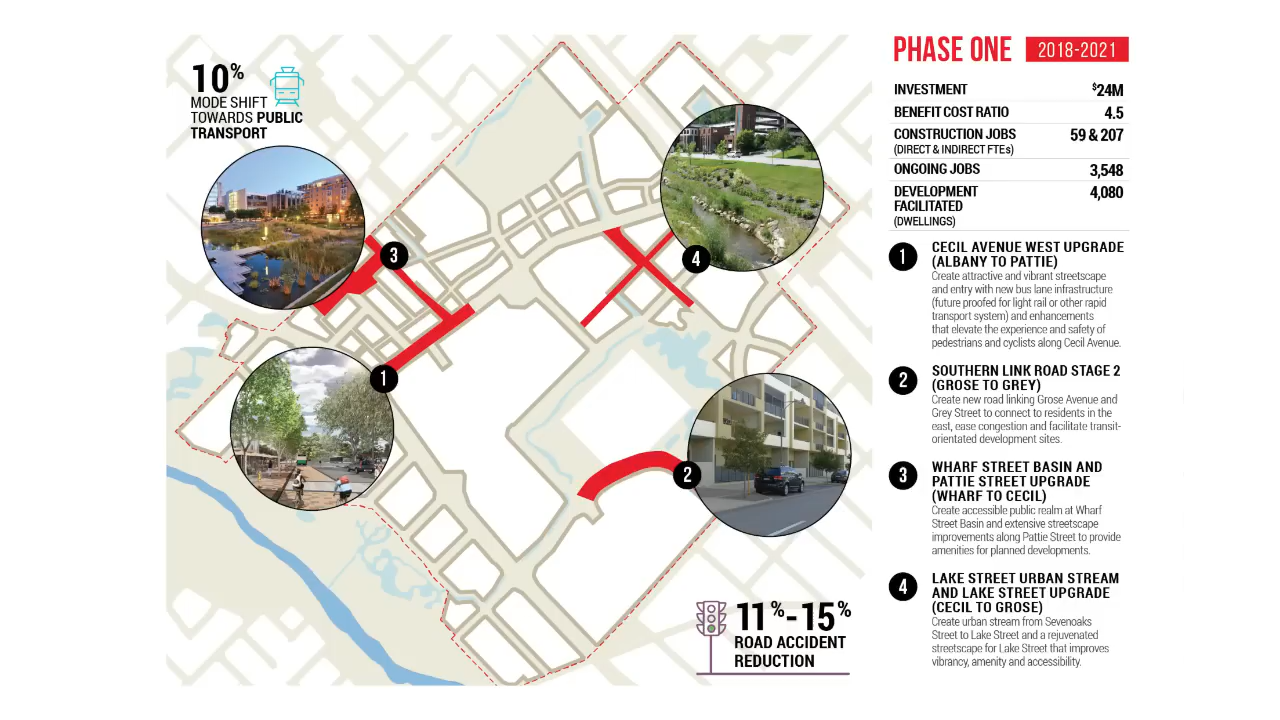 10%
MODE SHIFT
TOWARDS PUBLIC
TRANSPORT
3
4
1
2
11%-15%
ROAD ACCIDENT
REDUCTION
PHASE ONE 2018-2021
INVESTMENT $24M
BENEFIT COST RATIO 4.5
CONSTRUCTION JOBS 59 & 207
(DIRECT & INDIRECT FTEs)
ONGOING JOBS 3,548
DEVELOPMENT 4,080
FACILITATED
(DWELLINGS)
1 CECIL AVENUE WEST UPGRADE
(ALBANY TO PATTIE)
Create attractive and vibrant streetscape
and entry with new bus lane infrastructure
(future proofed for light rail or other rapid
transport system) and enhancements
that elevate the experience and safety of
pedestrians and cyclists along Cecil Avenue.
2 SOUTHERN LINK ROAD STAGE 2
(GROSE TO GREY)
Create new road linking Grose Avenue and
Grey Street to connect to residents in the
east, ease congestion and facilitate transit-
orientated development sites.
3 WHARF STREET BASIN AND
PATTIE STREET UPGRADE
(WHARF TO CECIL)
Create accessible public realm at Wharf
Street Basin and extensive streetscape
improvements along Pattie Street to provide
amenities for planned developments.
4 LAKE STREET URBAN STREAM
AND LAKE STREET UPGRADE
(CECIL TO GROSE)
Create urban stream from Sevenoaks
Street to Lake Street and a rejuvenated
streetscape for Lake Street that improves
vibrancy, amenity and accessibility.